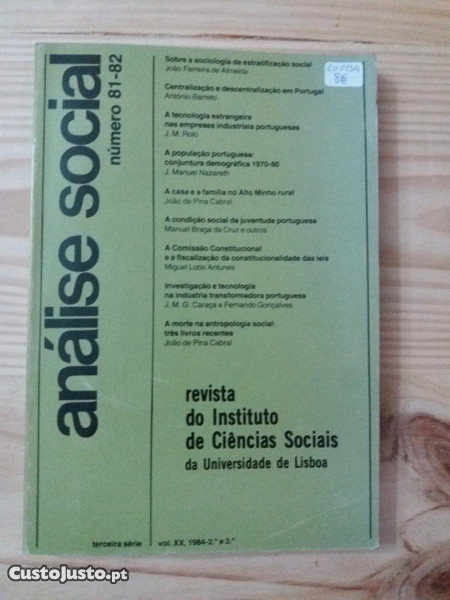 análise social
número 81-82
Sobre a sociologia da estratificação social
João Ferreira de Almeida
Centralização e descentralização em Portugal
António Barreto
A tecnologia estrangeira
nas empresas industriais portuguesas
J. M. Rolo
A população portuguesa:
conjuntura demográfica 1970-80
J. Manuel Nazareth
A casa e a família no Alto Minho rural
João de Pina Cabral
A condição social da juventude portuguesa
Manuel Braga da Cruz e outros
A Comissão Constitucional
e a fiscalização da constitucionalidade das leis
Miguel Lobo Antunes
Investigação e tecnologia
na indústria transformadora portuguesa
J. M. G. Caraça e Fernando Gonçalves
A morte na antropologia social:
três livros recentes
João de Pina Cabral
revista
do Instituto
de Ciências Sociais
da Universidade de Lisboa
terceira série
vol. XX, 1984-2.º e 3.º
8€
CustoJusto.pt